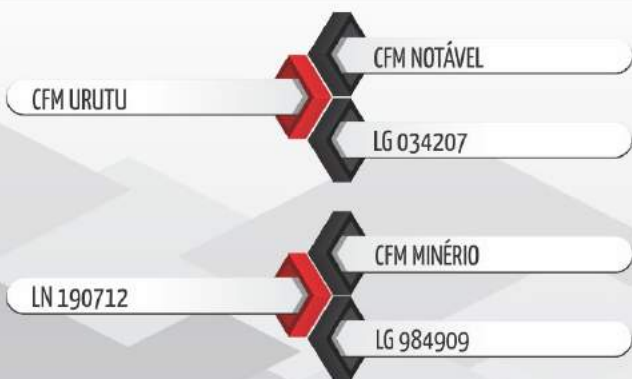 CFM NOTÁVEL
CFM URUTU
LG 034207
CFM MINÉRIO
LN 190712
LG 984909